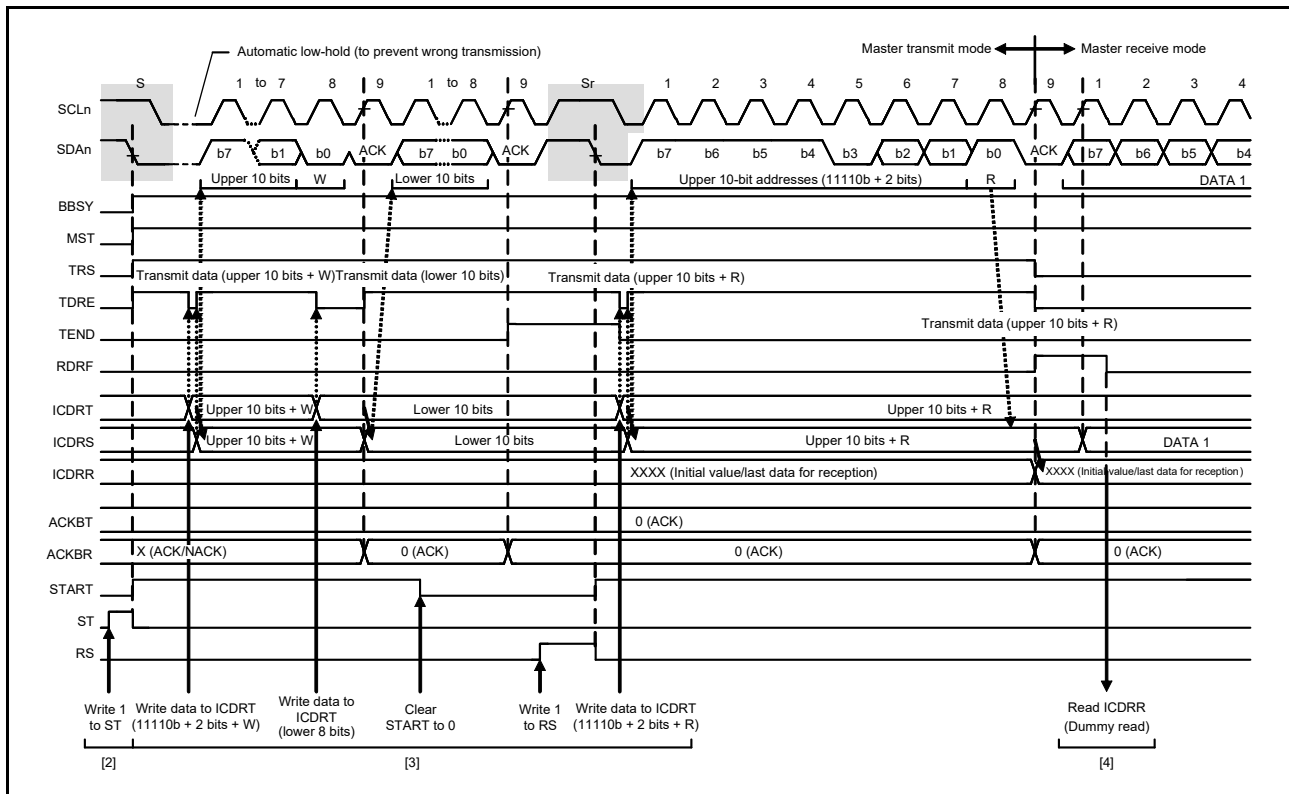 Automatic low-hold (to prevent wrong transmission)
Master transmit mode Master receive mode
S 1 to 7 8 9 1 to 8 9 Sr 1 2 3 4 5 6 7 8 9 1 2 3 4
SCLn
SDAn b7 b1 b0 ACK b7 b0 ACK b7 b6 b5 b4 b3 b2 b1 b0 ACK b7 b6 b5 b4
Upper 10 bits W Lower 10 bits Upper 10-bit addresses (11110b + 2 bits) R DATA 1
BBSY
MST
TRS
Transmit data (upper 10 bits + W) Transmit data (lower 10 bits) Transmit data (upper 10 bits + R)
TDRE
TEND Transmit data (upper 10 bits + R)
RDRF
ICDRT Upper 10 bits + W Lower 10 bits Upper 10 bits + R
ICDRS Upper 10 bits + W Lower 10 bits Upper 10 bits + R DATA 1
ICDRR XXXX (Initial value/last data for reception) XXXX (Initial value/last data for reception)
ACKBT 0 (ACK)
ACKBR X (ACK/NACK) 0 (ACK) 0 (ACK) 0 (ACK)
START
ST
RS
Write 1
to ST
Write data to ICDRT
(11110b + 2 bits + W)
Write data to
ICDRT
(lower 8 bits)
Clear
START to 0
Write 1
to RS
Write data to ICDRT
(11110b + 2 bits + R)
Read ICDRR
(Dummy read)
[2] [3] [4]